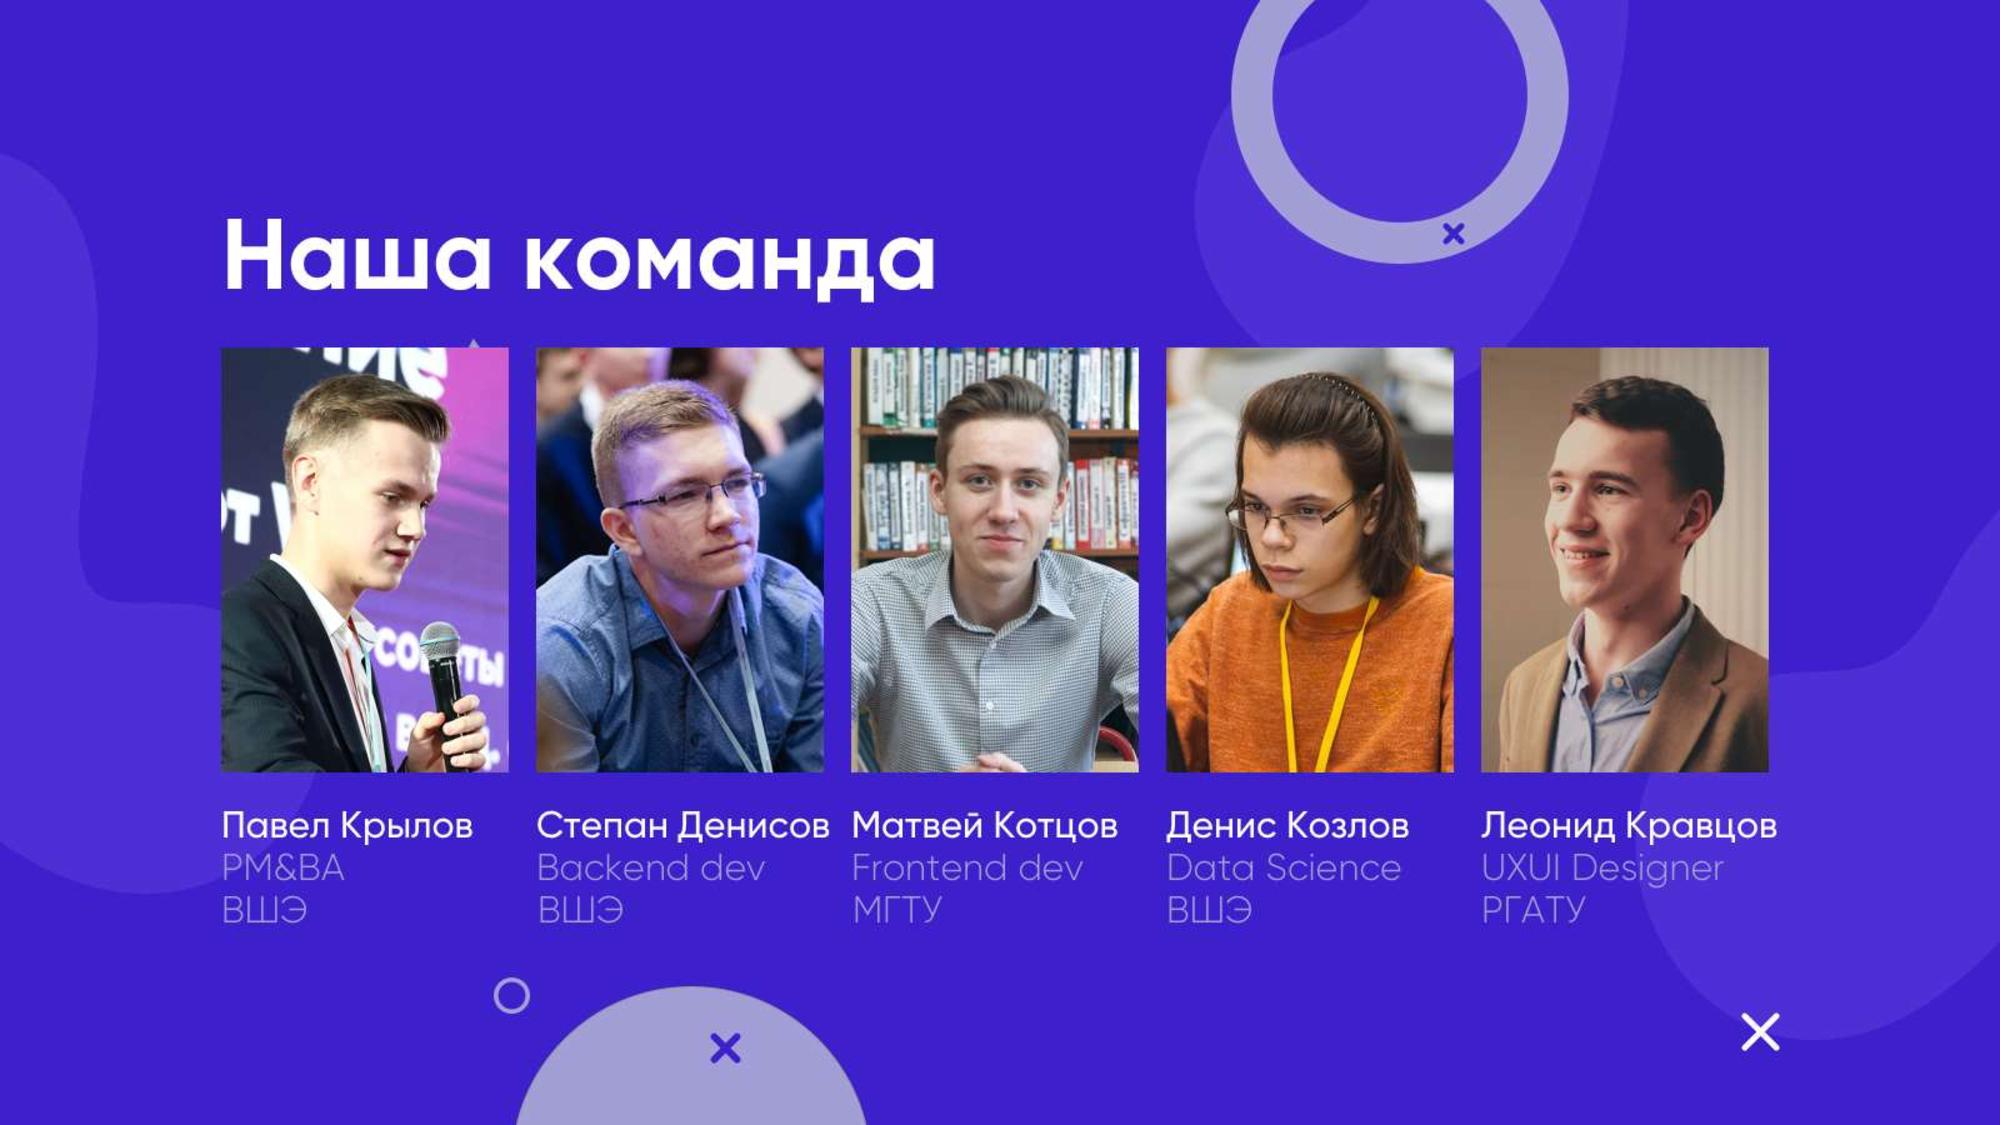 Наша команда
Павел Крылов
PM&BA
ВШЭ
Степан Денисов
Backend dev
ВШЭ
Матвей Котцов
Frontend dev
МГТУ
Денис Козлов
Data Science
ВШЭ
Леонид Кравцов
UXUI Designer
РГАТУ